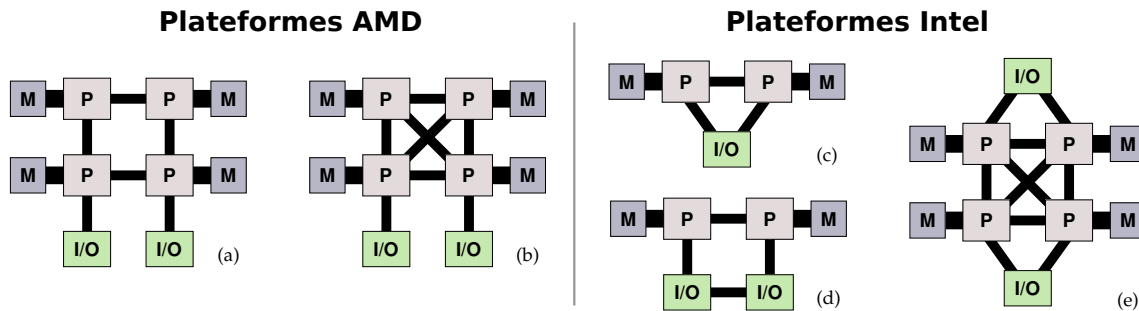 Plateformes AMD
Plateformes Intel
M P P M
M P P M
I/O I/O
(a)
M P P M
M P P M
I/O I/O
(b)
M P P M
I/O
(c)
M P P M
I/O I/O
(d)
I/O
M P P M
M P P M
I/O
(e)